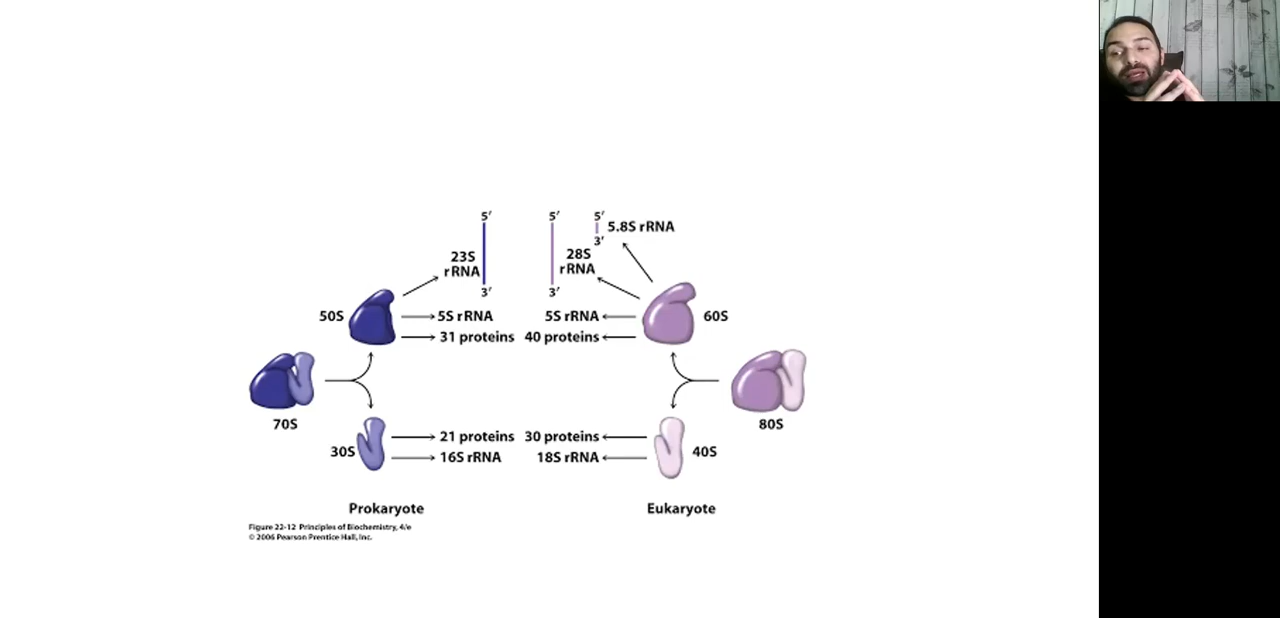 5′
5′
5′
5.8S rRNA
3′
23S
rRNA
28S
rRNA
3′
3′
50S
5S rRNA
5S rRNA
60S
31 proteins
40 proteins
70S
80S
30S
21 proteins
30 proteins
40S
16S rRNA
18S rRNA
Prokaryote
Eukaryote
Figure 22-12 Principles of Biochemistry, 4/e
© 2006 Pearson Prentice Hall, Inc.